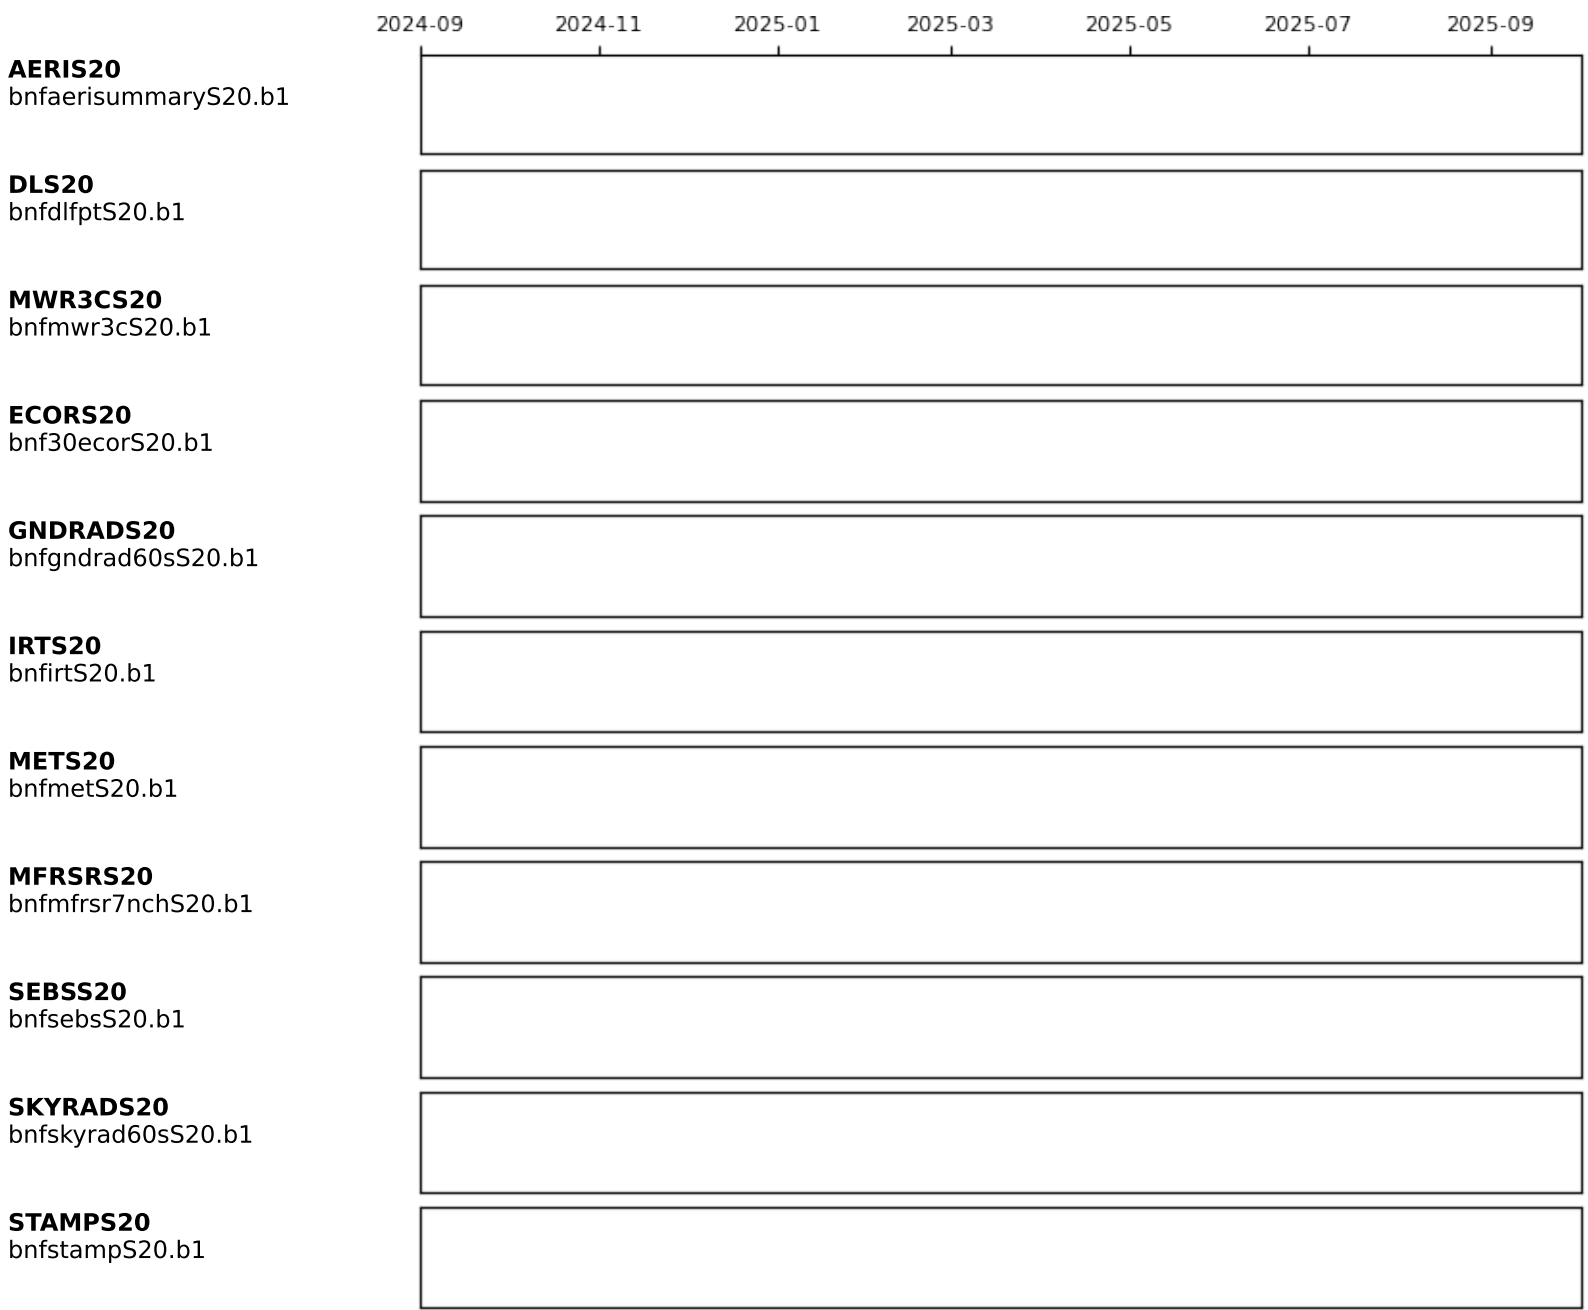 2024-09 2024-11 2025-01 2025-03 2025-05 2025-07 2025-09
AERIS20
bnfaerisummaryS20.b1
DLS20
bnfdlfptS20.b1
MWR3CS20
bnfmwr3cS20.b1
ECORS20
bnf30ecorS20.b1
GNDRADS20
bnfgndrad60sS20.b1
IRTS20
bnfirtS20.b1
METS20
bnfmetS20.b1
MFRSRS20
bnfmfrsr7nchS20.b1
SEBSS20
bnfsebsS20.b1
SKYRADS20
bnfskyrad60sS20.b1
STAMPS20
bnfstampS20.b1